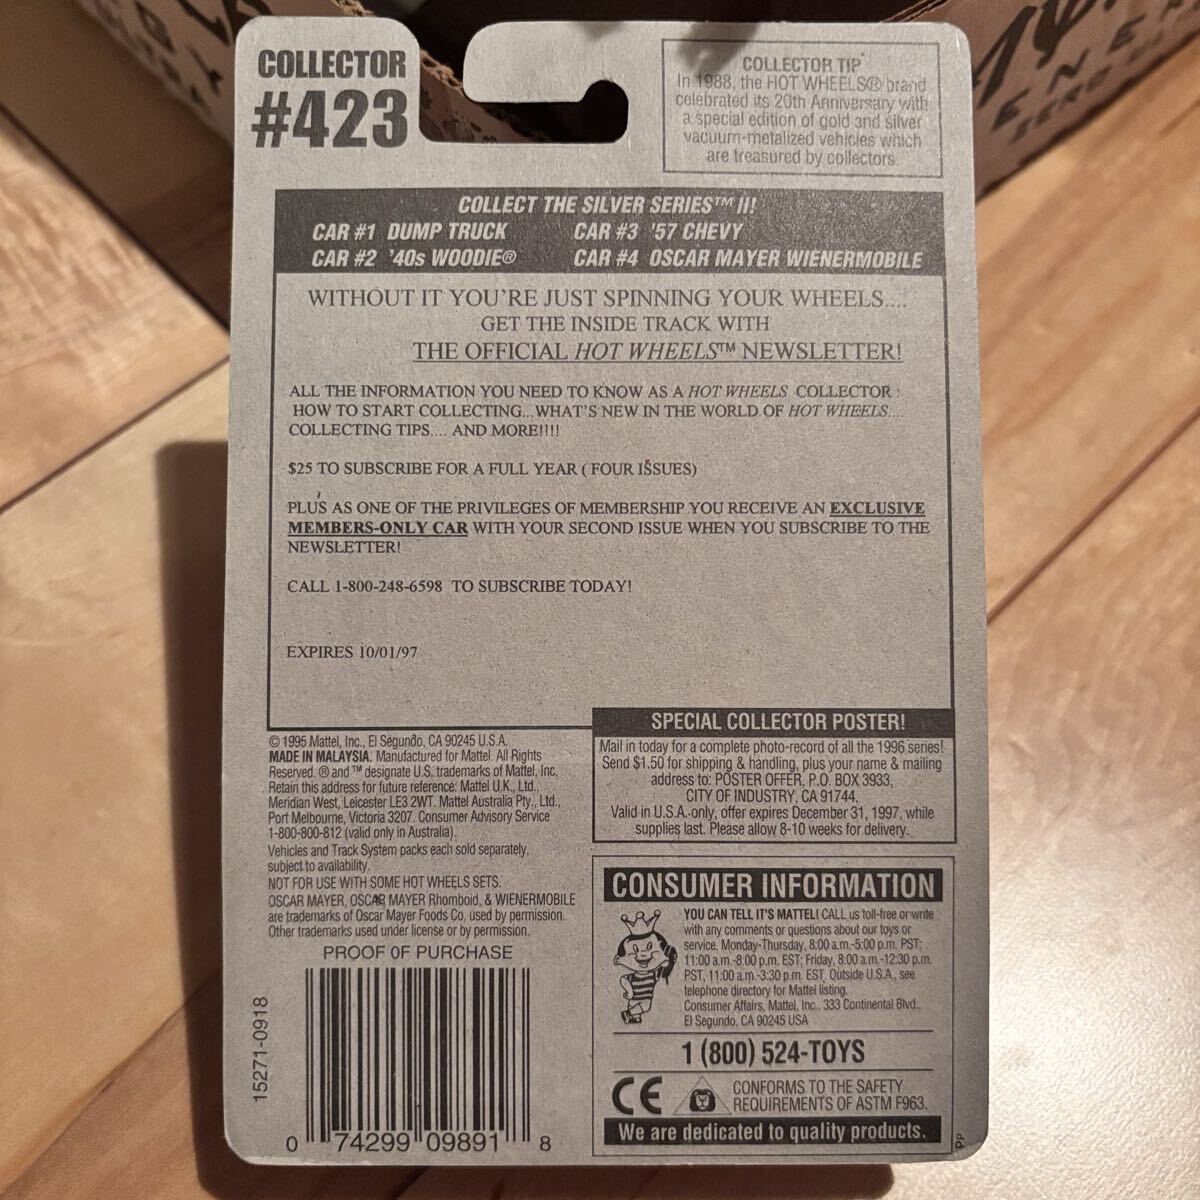 COLLECTOR
#423
COLLECTOR TIP
In 1988, the HOT WHEELS® brand
celebrated its 20th Anniversary with
a special edition of gold and silver
vacuum-metalized vehicles which
are treasured by collectors.
COLLECT THE SILVER SERIES™ II!
CAR #1 DUMP TRUCK
CAR #2 '40s WOODIE®
CAR #3 '57 CHEVY
CAR #4 OSCAR MAYER WIENERMOBILE
WITHOUT IT YOU'RE JUST SPINNING YOUR WHEELS....
GET THE INSIDE TRACK WITH
THE OFFICIAL HOT WHEELS™ NEWSLETTER!
ALL THE INFORMATION YOU NEED TO KNOW AS A HOT WHEELS COLLECTOR :
HOW TO START COLLECTING...WHAT'S NEW IN THE WORLD OF HOT WHEELS....
COLLECTING TIPS.... AND MORE!!!!
$25 TO SUBSCRIBE FOR A FULL YEAR ( FOUR ISSUES)
PLUS AS ONE OF THE PRIVILEGES OF MEMBERSHIP YOU RECEIVE AN EXCLUSIVE
MEMBERS-ONLY CAR WITH YOUR SECOND ISSUE WHEN YOU SUBSCRIBE TO THE
NEWSLETTER!
CALL 1-800-248-6598 TO SUBSCRIBE TODAY!
EXPIRES 10/01/97
© 1995 Mattel, Inc., El Segundo, CA 90245 U.S.A.
MADE IN MALAYSIA. Manufactured for Mattel. All Rights
Reserved. ® and ™ designate U.S. trademarks of Mattel, Inc.
Retain this address for future reference: Mattel U.K., Ltd.,
Meridian West, Leicester LE3 2WT. Mattel Australia Pty., Ltd.,
Port Melbourne, Victoria 3207. Consumer Advisory Service
1-800-800-812 (valid only in Australia).
Vehicles and Track System packs each sold separately,
subject to availability.
NOT FOR USE WITH SOME HOT WHEELS SETS.
OSCAR MAYER, OSCAR MAYER Rhomboid, & WIENERMOBILE
are trademarks of Oscar Mayer Foods Co, used by permission.
Other trademarks used under license or by permission.
PROOF OF PURCHASE
15271-0918
0 74299 09891 8
SPECIAL COLLECTOR POSTER!
Mail in today for a complete photo-record of all the 1996 series!
Send $1.50 for shipping & handling, plus your name & mailing
address to: POSTER OFFER, P.O. BOX 3933,
CITY OF INDUSTRY, CA 91744.
Valid in U.S.A. only, offer expires December 31, 1997, while
supplies last. Please allow 8-10 weeks for delivery.
CONSUMER INFORMATION
YOU CAN TELL IT'S MATTEL! CALL us toll-free or write
with any comments or questions about our toys or
service. Monday-Thursday, 8:00 a.m.-5:00 p.m. PST;
11:00 a.m.-8:00 p.m. EST; Friday, 8:00 a.m.-12:30 p.m.
PST, 11:00 a.m.-3:30 p.m. EST. Outside U.S.A., see
telephone directory for Mattel listing.
Consumer Affairs, Mattel, Inc., 333 Continental Blvd.,
El Segundo, CA 90245 USA
1 (800) 524-TOYS
CE
CONFORMS TO THE SAFETY
REQUIREMENTS OF ASTM F963.
We are dedicated to quality products.
PP